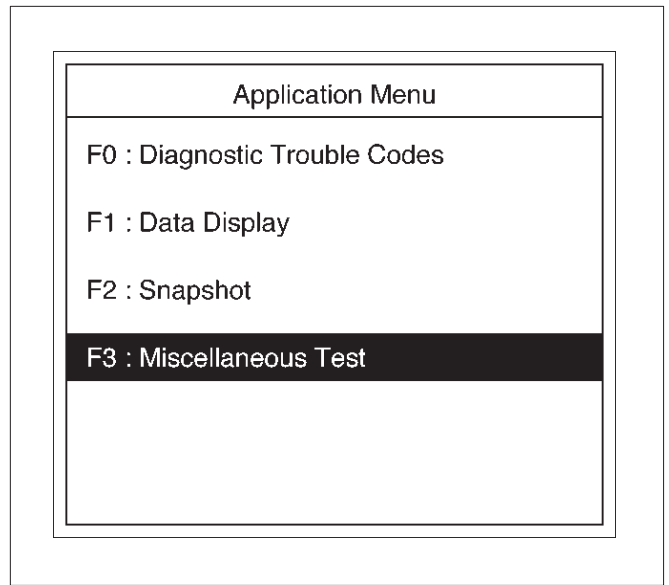 Application Menu
F0 : Diagnostic Trouble Codes
F1 : Data Display
F2 : Snapshot
F3 : Miscellaneous Test